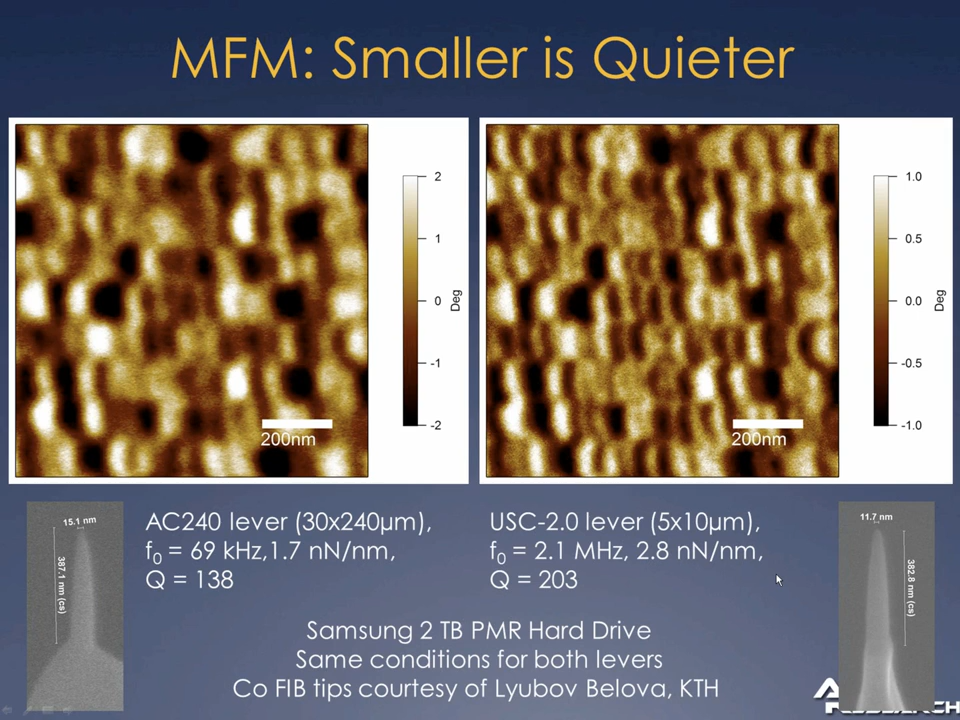 MFM: Smaller is Quieter
2
1
0
-1
-2
Deg
200nm
1.0
0.5
0.0
-0.5
-1.0
Deg
200nm
15.1 nm
387.1 nm (cs)
AC240 lever (30x240µm),
f₀ = 69 kHz,1.7 nN/nm,
Q = 138
USC-2.0 lever (5x10µm),
f₀ = 2.1 MHz, 2.8 nN/nm,
Q = 203
11.7 nm
382.8 nm (cs)
Samsung 2 TB PMR Hard Drive
Same conditions for both levers
Co FIB tips courtesy of Lyubov Belova, KTH